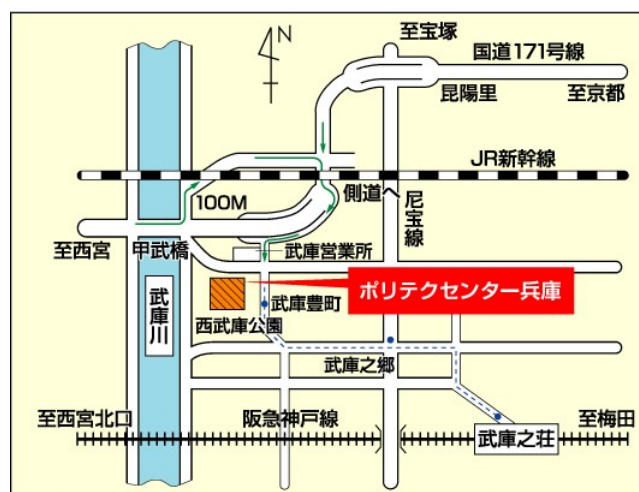 至宝塚
N
国道171号線
昆陽里
至京都
JR新幹線
100M
側道へ
尼宝線
至西宮
甲武橋
武庫営業所
武庫川
ポリテクセンター兵庫
武庫豊町
西武庫公園
武庫之郷
至西宮北口
阪急神戸線
至梅田
武庫之荘